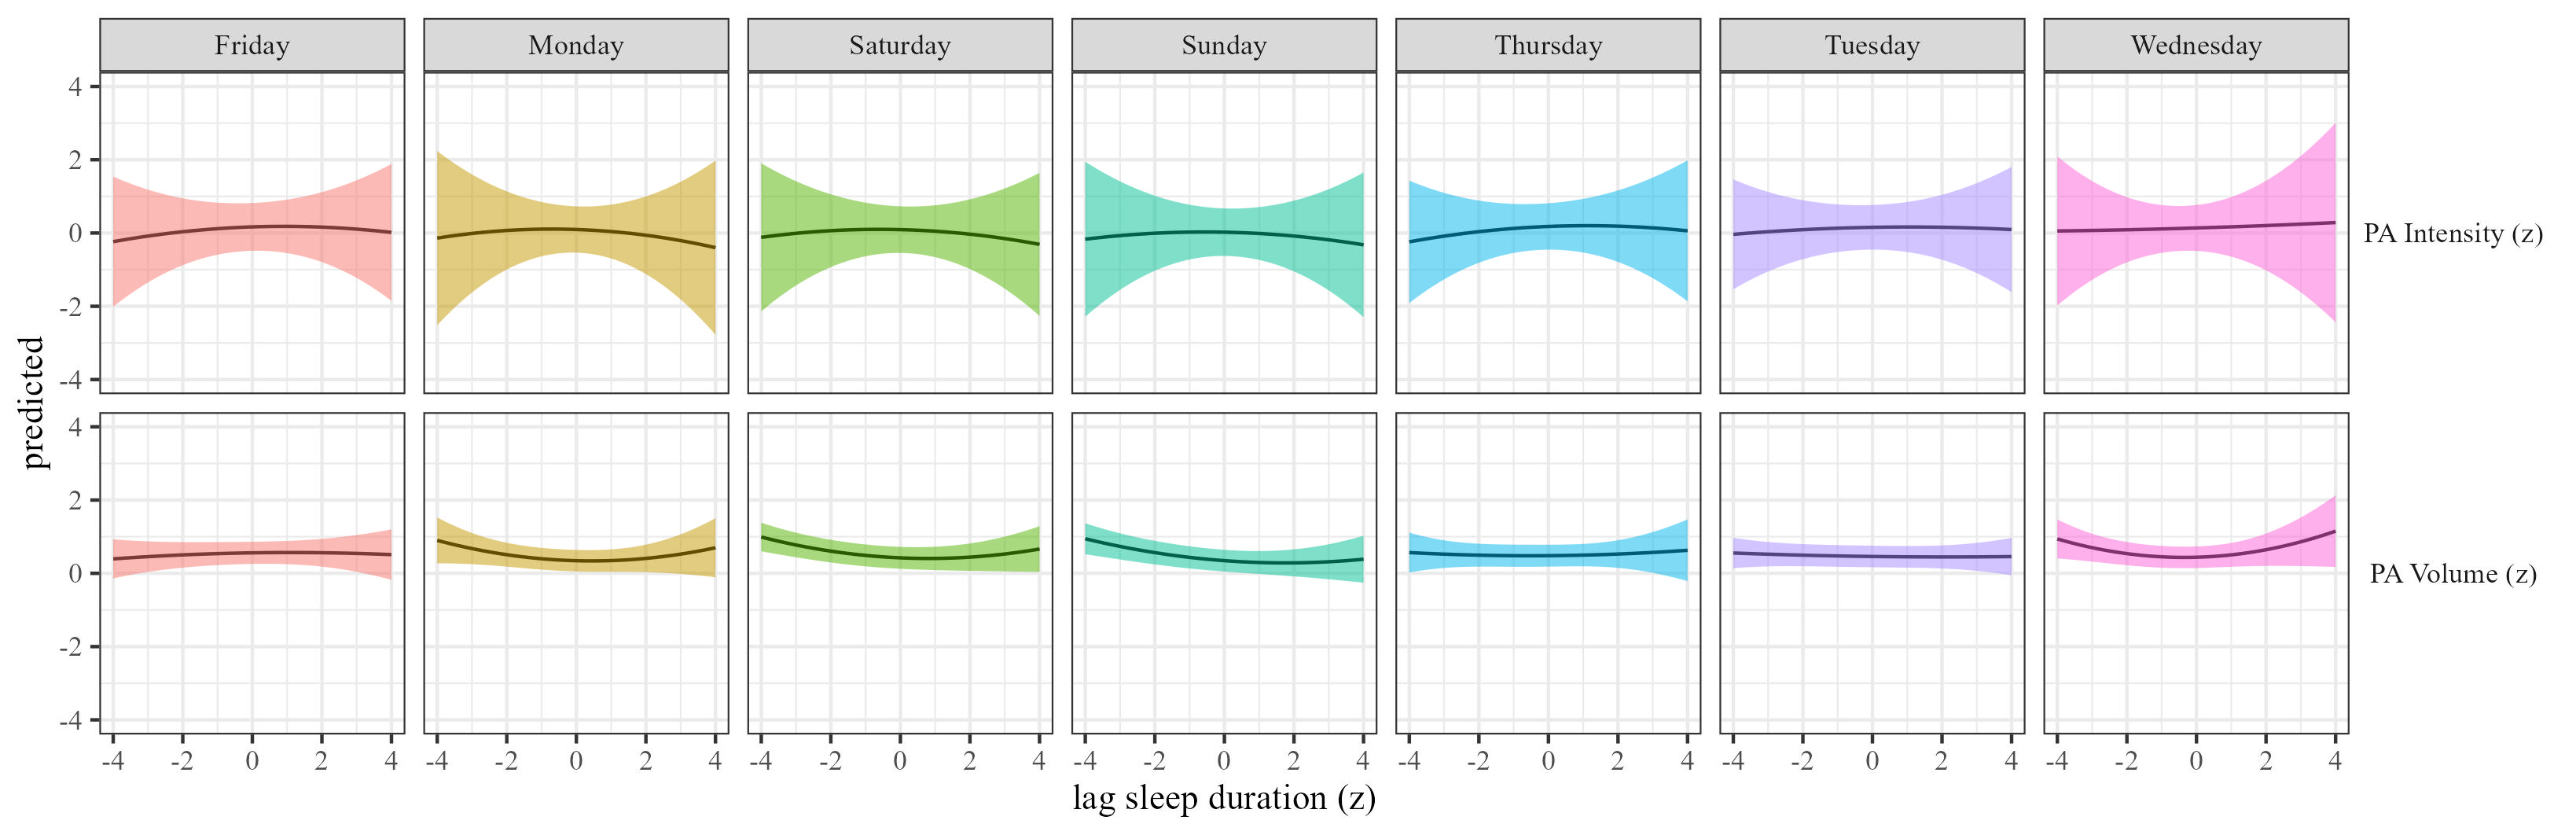 Friday Monday Saturday Sunday Thursday Tuesday Wednesday
4
2
0
-2
-4
PA Intensity (z)
predicted
4
2
0
-2
-4
PA Volume (z)
-4 -2 0 2 4 -4 -2 0 2 4 -4 -2 0 2 4 -4 -2 0 2 4 -4 -2 0 2 4 -4 -2 0 2 4 -4 -2 0 2 4
lag sleep duration (z)